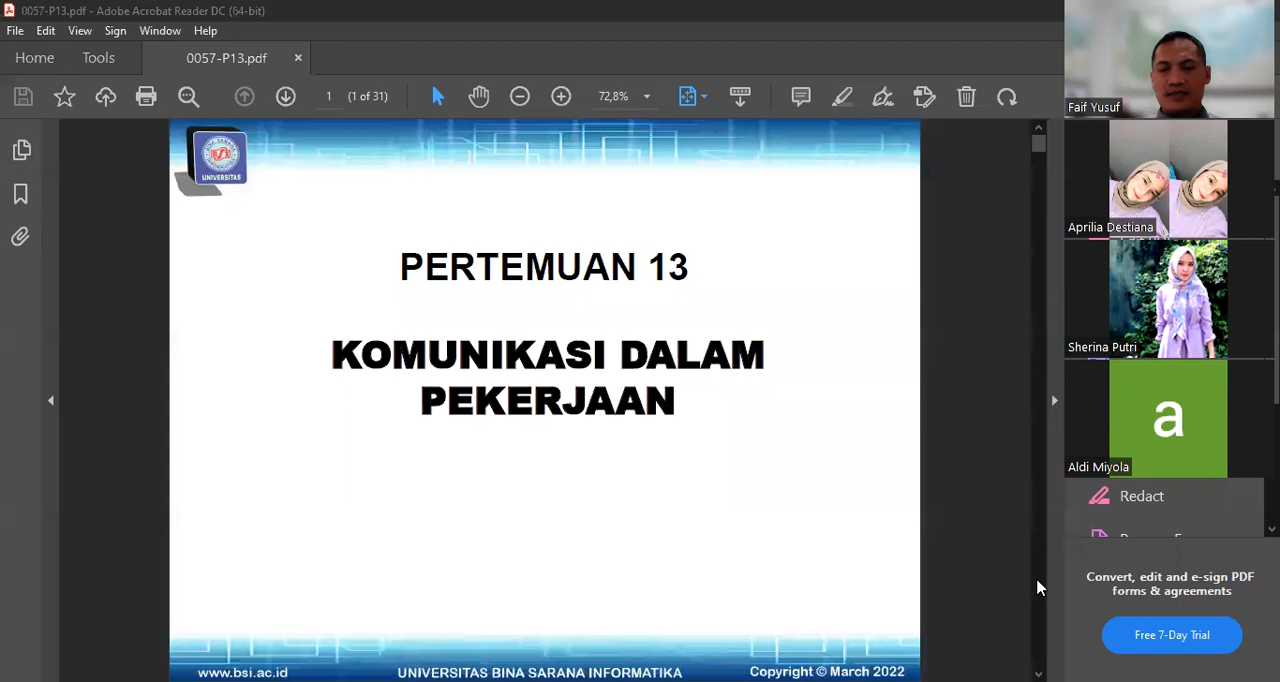 0057-P13.pdf - Adobe Acrobat Reader DC (64-bit)
File Edit View Sign Window Help
Home Tools 0057-P13.pdf ×
1 (1 of 31) 72,8%
UNIVERSITAS
PERTEMUAN 13
KOMUNIKASI DALAM
PEKERJAAN
www.bsi.ac.id UNIVERSITAS BINA SARANA INFORMATIKA Copyright © March 2022
Faif Yusuf
Aprilia Destiana
Sherina Putri
a
Aldi Miyola
Redact
Convert, edit and e-sign PDF
forms & agreements
Free 7-Day Trial